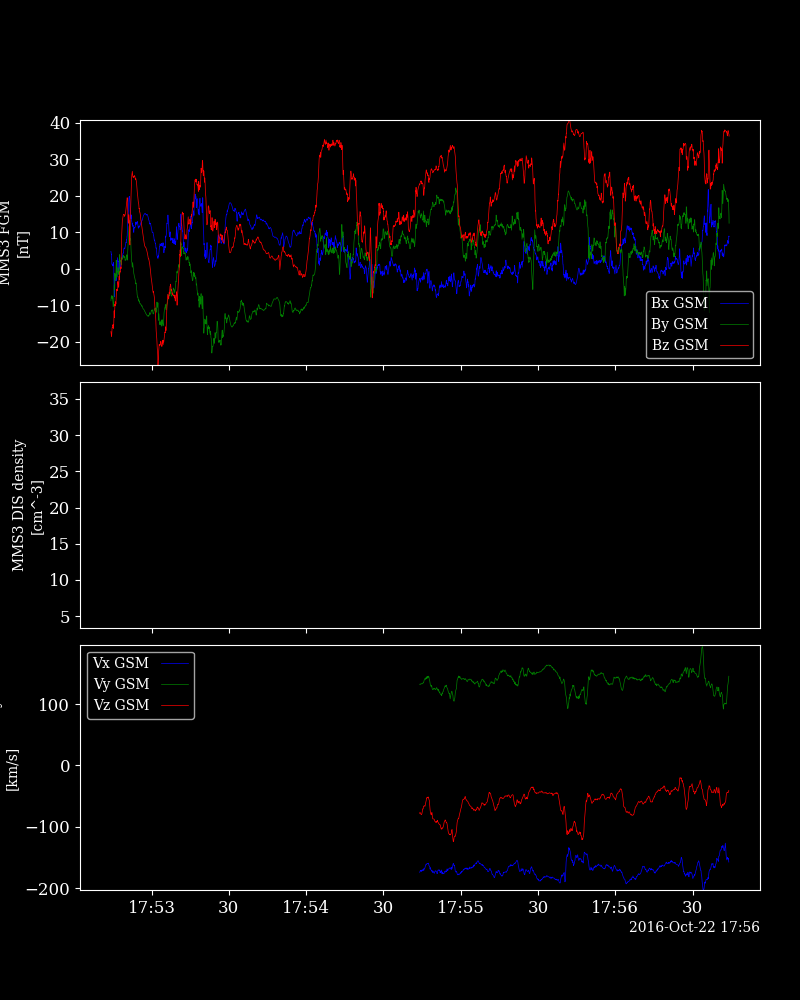 40
30
20
10
0
−10
−20
MMS3 FGM
[nT]
Bx GSM
By GSM
Bz GSM
35
30
25
20
15
10
5
MMS3 DIS density
[cm^-3]
Vx GSM
Vy GSM
Vz GSM
100
0
−100
−200
[km/s]
17:53 30 17:54 30 17:55 30 17:56 30
2016-Oct-22 17:56